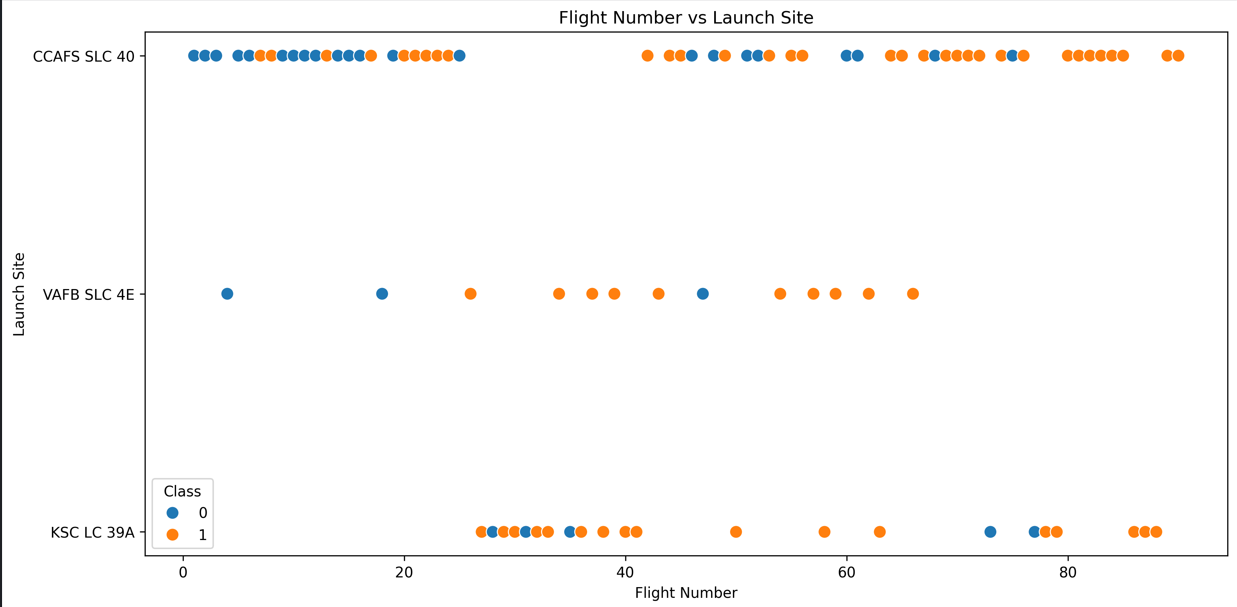 Flight Number vs Launch Site
CCAFS SLC 40
VAFB SLC 4E
KSC LC 39A
Launch Site
Class
0
1
0 20 40 60 80
Flight Number